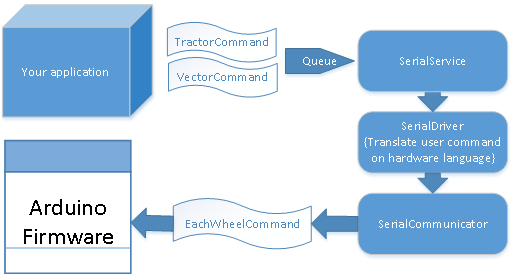 Your application
TractorCommand
VectorCommand
Queue
SerialService
SerialDriver
{Translate user command
on hardware language}
SerialCommunicator
EachWheelCommand
Arduino
Firmware